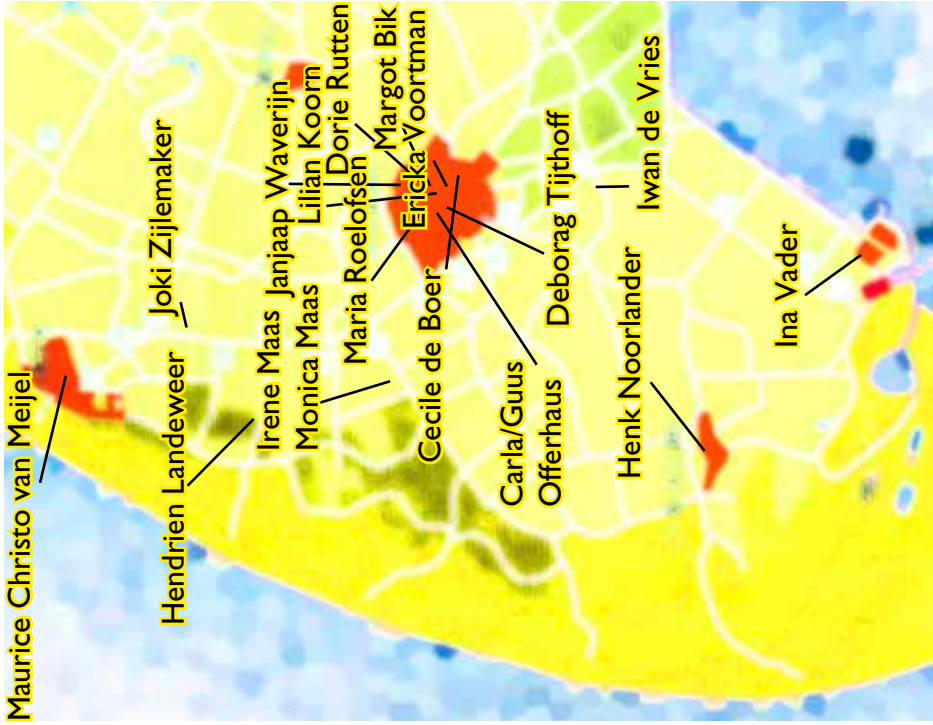 Maurice Christo van Meijel
Joki Zijlemaker
Hendrien Landeweer
Irene Maas
Janjaap Waverijn
Monica Maas
Lilian Koorn
Dorie Rutten
Maria Roelofsen
Margot Bik
Ericka Voortman
Cecile de Boer
Carla/Guus
Offerhaus
Deborag Tijthoff
Henk Noorlander
Iwan de Vries
Ina Vader